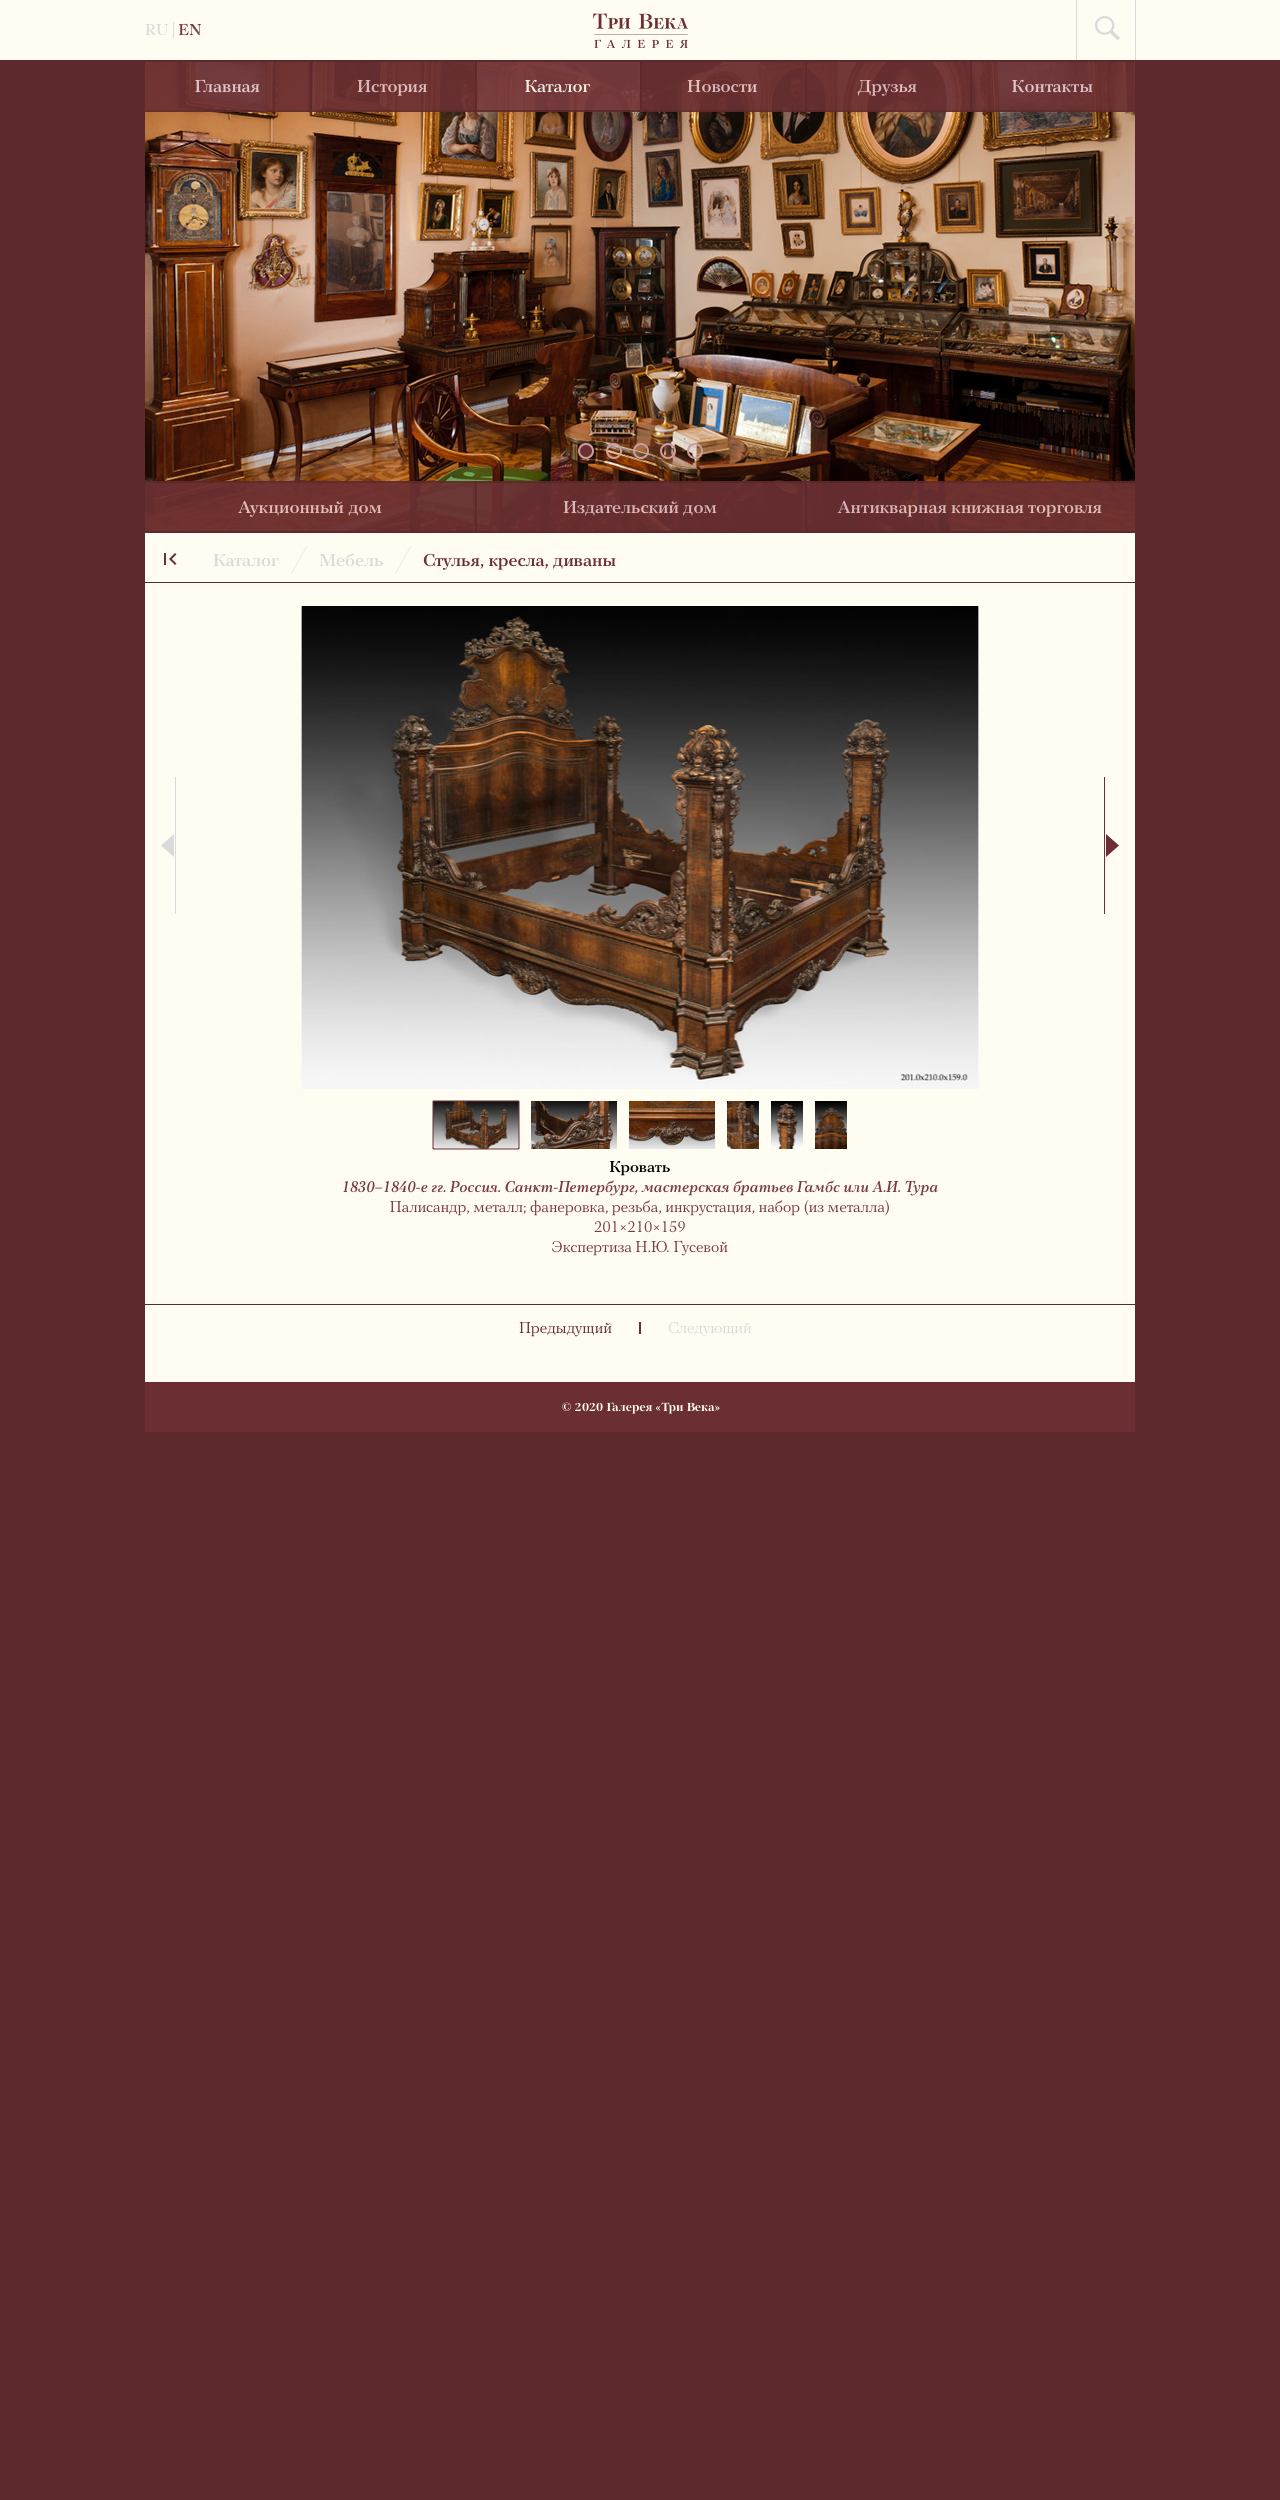 RU | EN
Три Века
ГАЛЕРЕЯ
Главная
История
Каталог
Новости
Друзья
Контакты
Аукционный дом
Издательский дом
Антикварная книжная торговля
Каталог
Мебель
Стулья, кресла, диваны
201.0x210.0x159.0
Кровать
1830–1840-е гг. Россия. Санкт-Петербург, мастерская братьев Гамбс или А.И. Тура
Палисандр, металл; фанеровка, резьба, инкрустация, набор (из металла)
201×210×159
Экспертиза Н.Ю. Гусевой
Предыдущий
Следующий
© 2020 Галерея «Три Века»